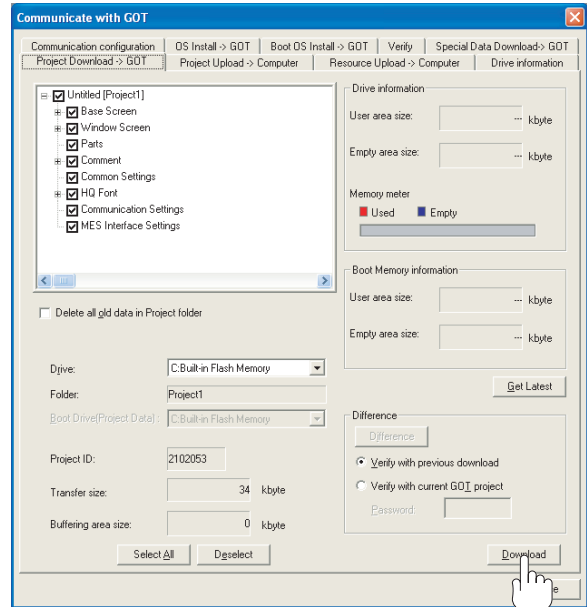 Communicate with GOT
Communication configuration OS Install -> GOT Boot OS Install -> GOT Verify Special Data Download-> GOT
Project Download -> GOT Project Upload -> Computer Resource Upload -> Computer Drive information
Untitled [Project1]
Base Screen
Window Screen
Parts
Comment
Common Settings
HQ Font
Communication Settings
MES Interface Settings
Delete all old data in Project folder
Drive: C:Built-in Flash Memory
Folder: Project1
Boot Drive(Project Data) : C:Built-in Flash Memory
Project ID: 2102053
Transfer size: 34 kbyte
Buffering area size: 0 kbyte
Select All Deselect
Drive information
User area size: --- kbyte
Empty area size: --- kbyte
Memory meter
Used Empty
Boot Memory information
User area size: --- kbyte
Empty area size: --- kbyte
Get Latest
Difference
Difference
Verify with previous download
Verify with current GOT project
Password:
Download